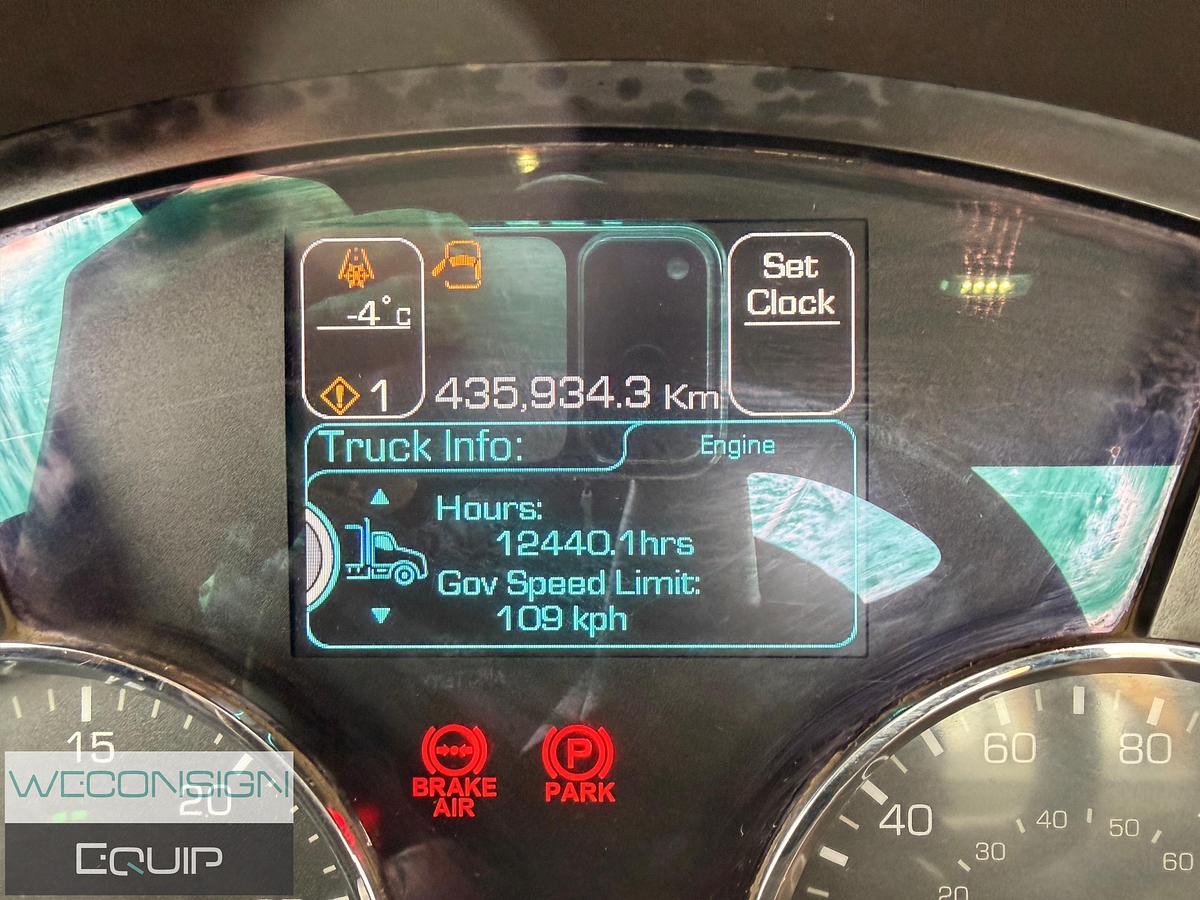 -4°C
Set
Clock
1
435,934.3 Km
Truck Info:
Engine
Hours:
12440.1hrs
Gov Speed Limit:
109 kph
BRAKE
AIR
P
PARK
15
20
60
80
40
40
50
30
60
20
WECONSIGN
EQUIP